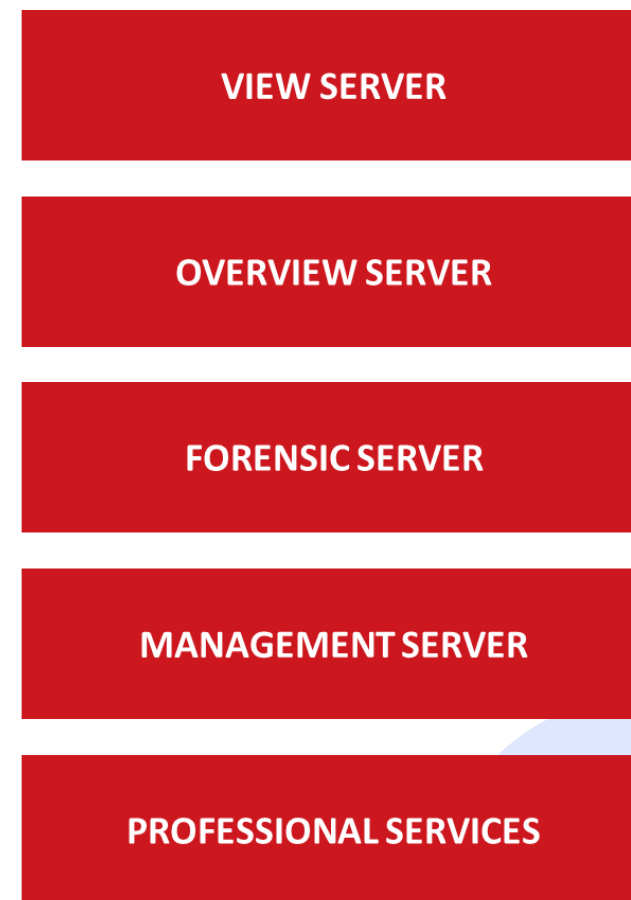 VIEW SERVER
OVERVIEW SERVER
FORENSIC SERVER
MANAGEMENT SERVER
PROFESSIONAL SERVICES